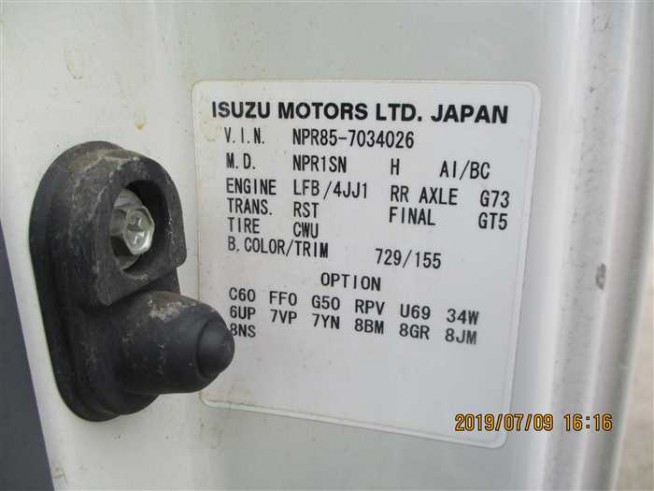 ISUZU MOTORS LTD. JAPAN
V.I.N. NPR85-7034026
M.D. NPR1SN H AI/BC
ENGINE LFB/4JJ1 RR AXLE G73
TRANS. RST FINAL GT5
TIRE CWU
B.COLOR/TRIM 729/155
OPTION
C60 FF0 G50 RPV U69 34W
6UP 7VP 7YN 8BM 8GR 8JM
8NS
2019/07/09 16:16